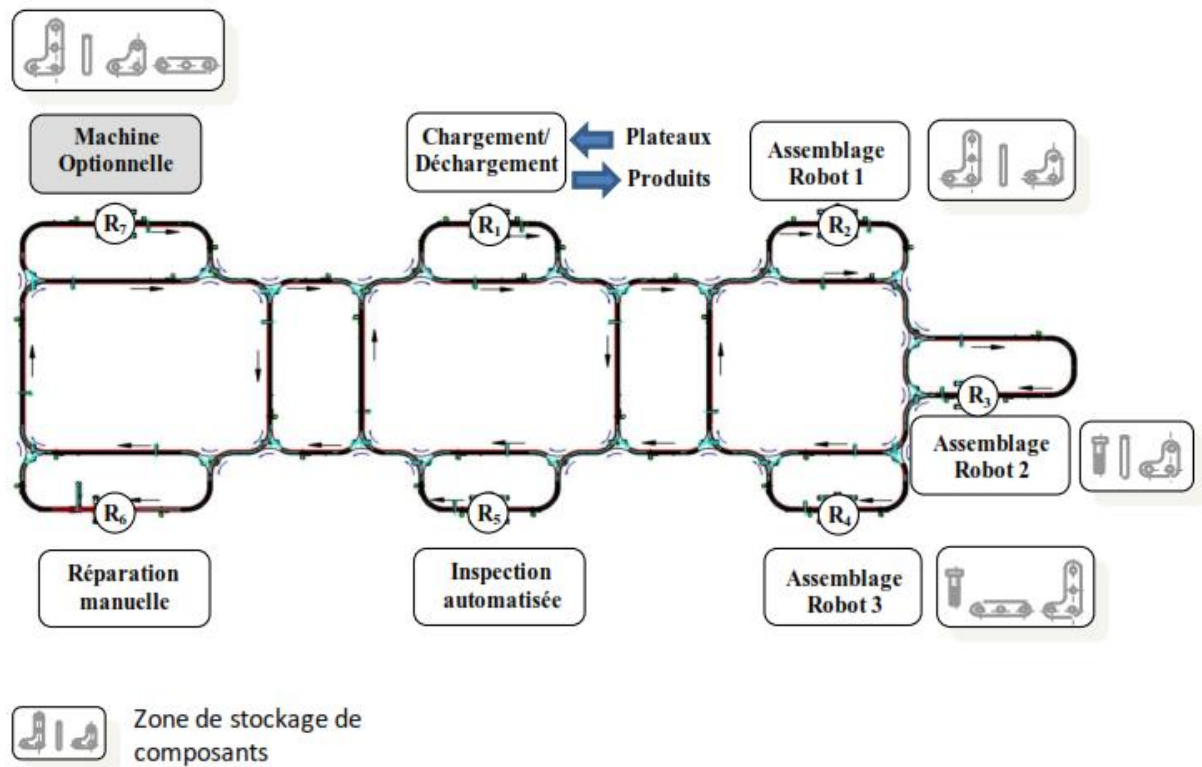 Machine
Optionnelle
Chargement/
Déchargement
Plateaux
Produits
Assemblage
Robot 1
R7
R1
R2
R3
Assemblage
Robot 2
R6
R5
R4
Réparation
manuelle
Inspection
automatisée
Assemblage
Robot 3
Zone de stockage de
composants